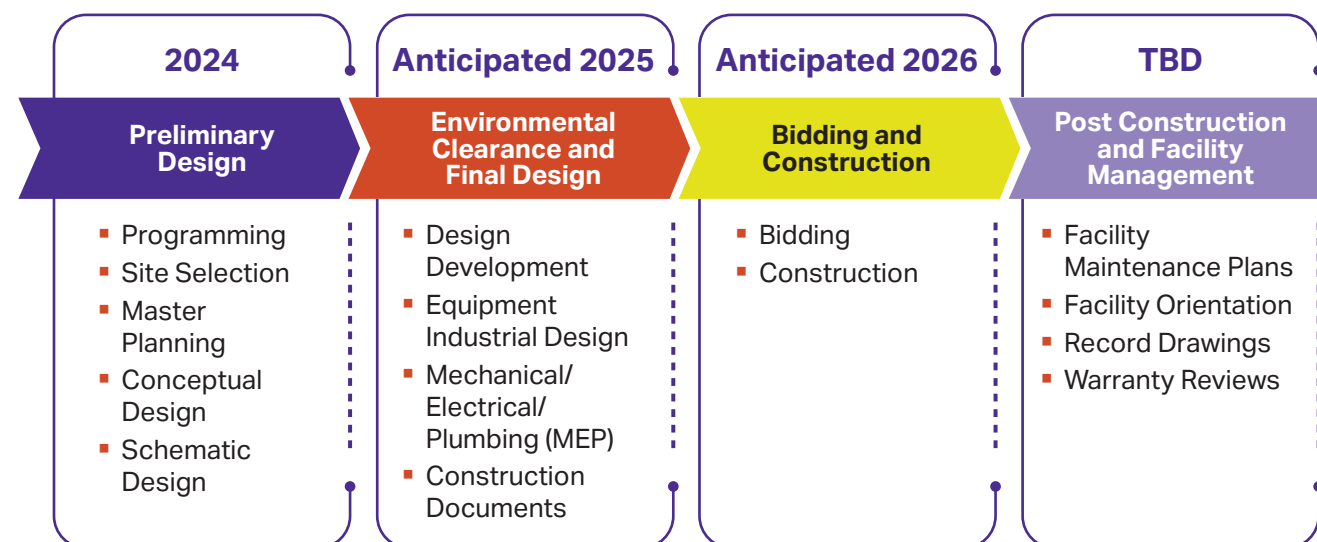 2024
Preliminary
Design
▪ Programming
▪ Site Selection
▪ Master
Planning
▪ Conceptual
Design
▪ Schematic
Design
Anticipated 2025
Environmental
Clearance and
Final Design
▪ Design
Development
▪ Equipment
Industrial Design
▪ Mechanical/
Electrical/
Plumbing (MEP)
▪ Construction
Documents
Anticipated 2026
Bidding and
Construction
▪ Bidding
▪ Construction
TBD
Post Construction
and Facility
Management
▪ Facility
Maintenance Plans
▪ Facility Orientation
▪ Record Drawings
▪ Warranty Reviews